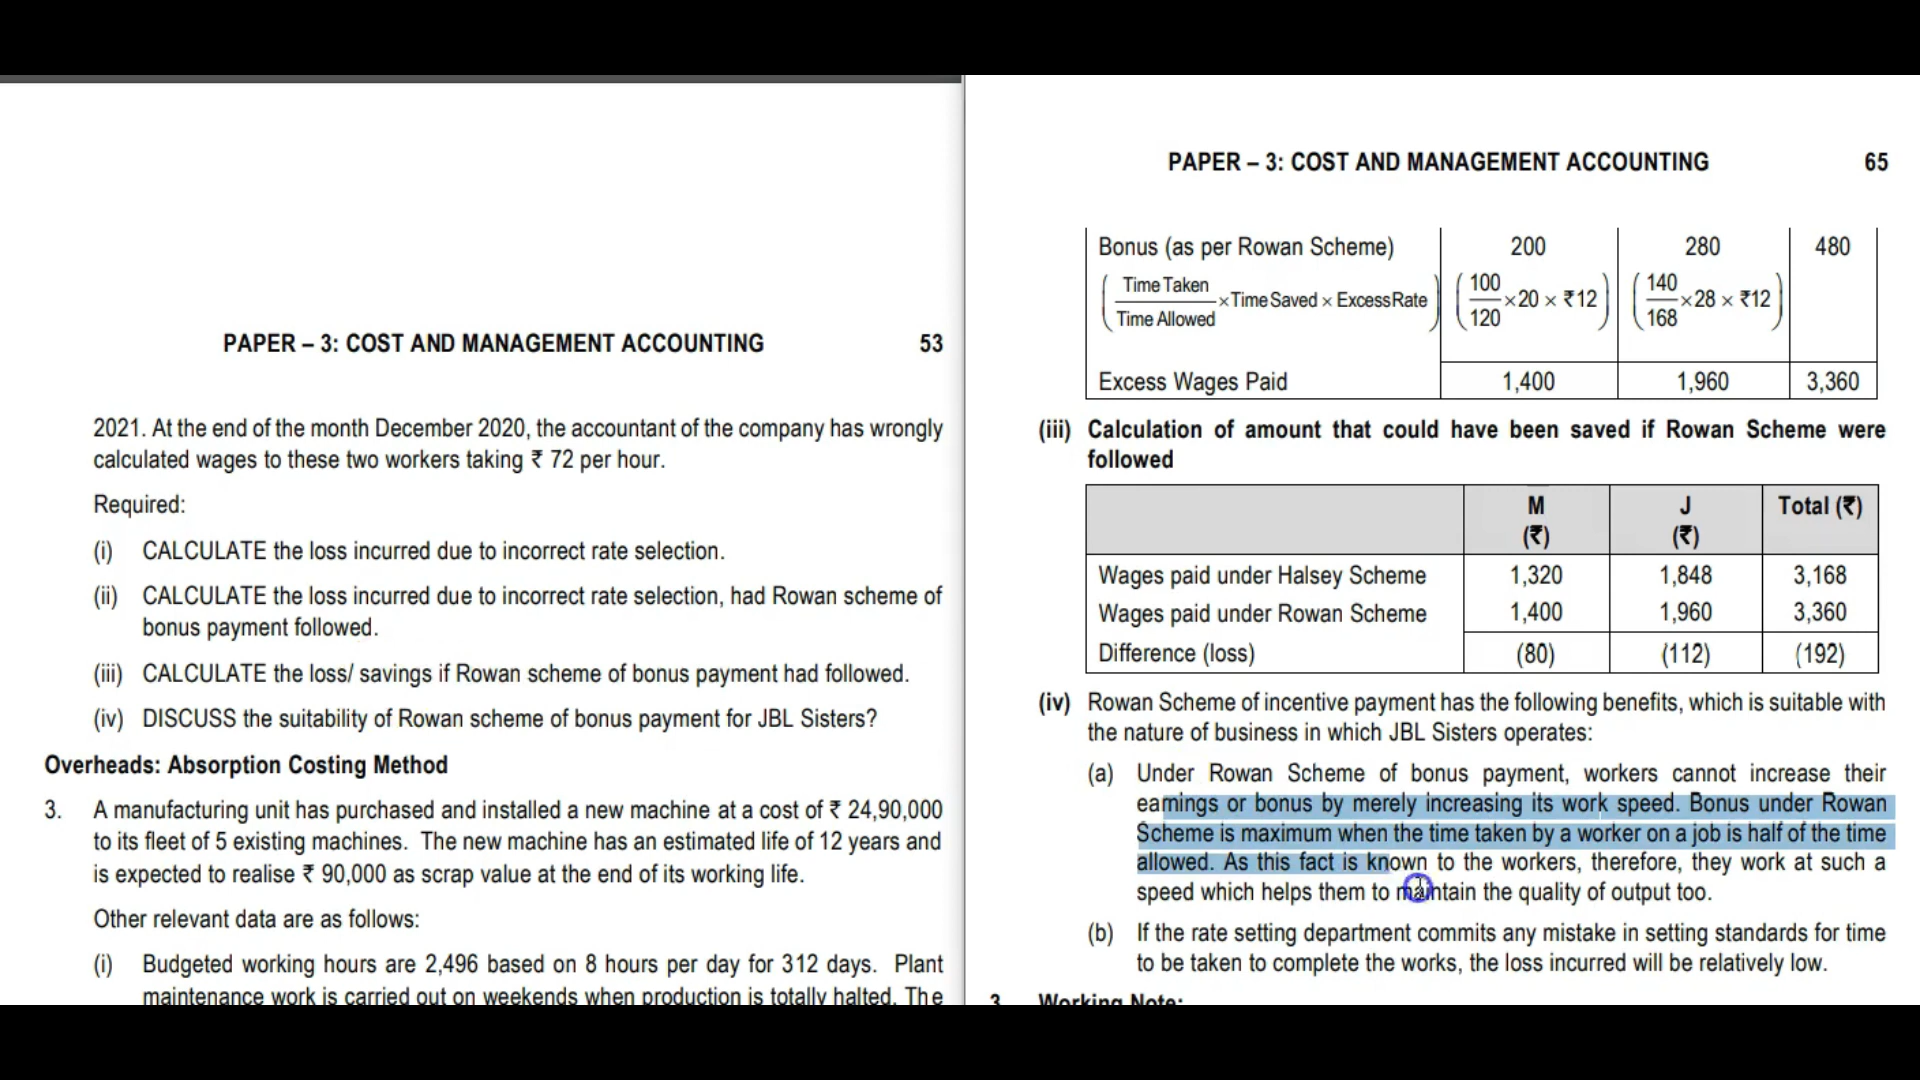 PAPER – 3: COST AND MANAGEMENT ACCOUNTING 53
2021. At the end of the month December 2020, the accountant of the company has wrongly
calculated wages to these two workers taking ₹ 72 per hour.
Required:
(i) CALCULATE the loss incurred due to incorrect rate selection.
(ii) CALCULATE the loss incurred due to incorrect rate selection, had Rowan scheme of
bonus payment followed.
(iii) CALCULATE the loss/ savings if Rowan scheme of bonus payment had followed.
(iv) DISCUSS the suitability of Rowan scheme of bonus payment for JBL Sisters?
Overheads: Absorption Costing Method
3. A manufacturing unit has purchased and installed a new machine at a cost of ₹ 24,90,000
to its fleet of 5 existing machines. The new machine has an estimated life of 12 years and
is expected to realise ₹ 90,000 as scrap value at the end of its working life.
Other relevant data are as follows:
(i) Budgeted working hours are 2,496 based on 8 hours per day for 312 days. Plant
maintenance work is carried out on weekends when production is totally halted. The
PAPER – 3: COST AND MANAGEMENT ACCOUNTING 65
Bonus (as per Rowan Scheme) 200 280 480
(Time Taken / Time Allowed × Time Saved × Excess Rate) (100/120 × 20 × ₹12) (140/168 × 28 × ₹12)
Excess Wages Paid 1,400 1,960 3,360
(iii) Calculation of amount that could have been saved if Rowan Scheme were
followed
M J Total (₹)
(₹) (₹)
Wages paid under Halsey Scheme 1,320 1,848 3,168
Wages paid under Rowan Scheme 1,400 1,960 3,360
Difference (loss) (80) (112) (192)
(iv) Rowan Scheme of incentive payment has the following benefits, which is suitable with
the nature of business in which JBL Sisters operates:
(a) Under Rowan Scheme of bonus payment, workers cannot increase their
earnings or bonus by merely increasing its work speed. Bonus under Rowan
Scheme is maximum when the time taken by a worker on a job is half of the time
allowed. As this fact is known to the workers, therefore, they work at such a
speed which helps them to maintain the quality of output too.
(b) If the rate setting department commits any mistake in setting standards for time
to be taken to complete the works, the loss incurred will be relatively low.
3. Working Note: